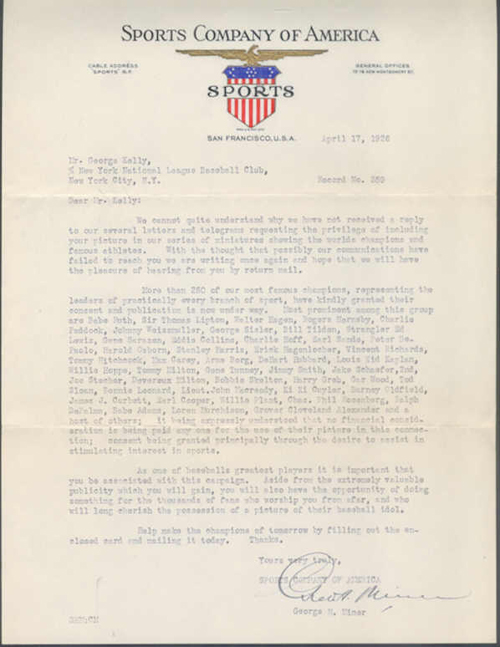 SPORTS COMPANY OF AMERICA
CABLE ADDRESS
"SPORTS" S.F.
GENERAL OFFICES
NEW MONTGOMERY ST.
SPORTS
SAN FRANCISCO, U.S.A.
April 17, 1926
Mr. George Kelly,
% New York National League Baseball Club,
New York City, N.Y.
Record No. 389
Dear Mr. Kelly:
We cannot quite understand why we have not received a reply
to our several letters and telegrams requesting the privilege of including
your picture in our series of miniatures showing the worlds champions and
famous athletes. With the thought that possibly our communications have
failed to reach you we are writing once again and hope that we will have
the pleasure of hearing from you by return mail.
More than 250 of our most famous champions, representing the
leaders of practically every branch of sport, have kindly granted their
consent and publication is now under way. Most prominent among this group
are Babe Ruth, Sir Thomas Lipton, Walter Hagen, Rogers Hornsby, Charlie
Paddock, Johnny Weissmuller, George Sisler, Bill Tilden, Strangler Ed
Lewis, Gene Sarazen, Eddie Collins, Charlie Hoff, Earl Sande, Peter De-
Paolo, Harold Osborn, Stanley Harris, Erick Hagenlocher, Vincent Richards,
Tommy Hitchcock, Max Carey, Arne Borg, DeHart Hubbard, Louis Kid Kaplan,
Willie Hoppe, Tommy Milton, Gene Tunney, Jimmy Smith, Jake Schaefer, 2nd,
Joe Stecher, Devereux Milton, Bobbie Skelton, Harry Greb, Gar Wood, Tod
Sloan, Bennie Leonard, Lieut. John Macready, Ki Ki Cuyler, Barney Oldfield,
James J. Corbett, Earl Cooper, Willie Plant, Chas. Phil Rosenberg, Ralph
DePalma, Babe Adams, Loren Murchison, Grover Cleveland Alexander and a
host of others; it being expressly understood that no financial consid-
eration is being paid any one for the use of their picture in this connec-
tion; consent being granted principally through the desire to assist in
stimulating interest in sports.
As one of baseballs greatest players it is important that
you be associated with this campaign. Aside from the extremely valuable
publicity which you will gain, you will also have the opportunity of doing
something for the thousands of fans who worship you from afar, and who
will long cherish the possession of a picture of their baseball idol.
Help make the champions of tomorrow by filling out the en-
closed card and mailing it today. Thanks.
Yours very truly,
SPORTS COMPANY OF AMERICA
George H. Miner